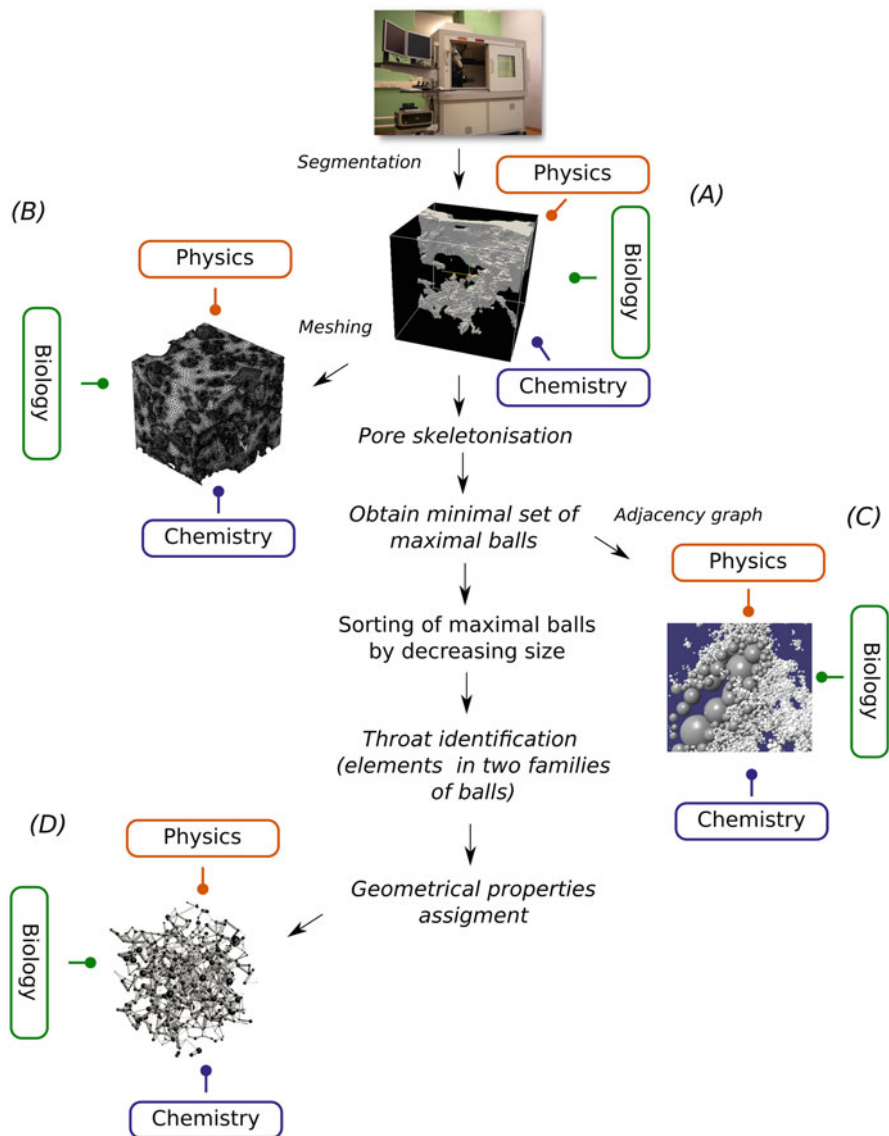 Segmentation
Physics
(A)
Biology
Chemistry
(B)
Physics
Biology
Chemistry
Meshing
Pore skeletonisation
Obtain minimal set of
maximal balls
Adjacency graph
(C)
Physics
Biology
Chemistry
Sorting of maximal balls
by decreasing size
Throat identification
(elements in two families
of balls)
Geometrical properties
assigment
(D)
Physics
Biology
Chemistry